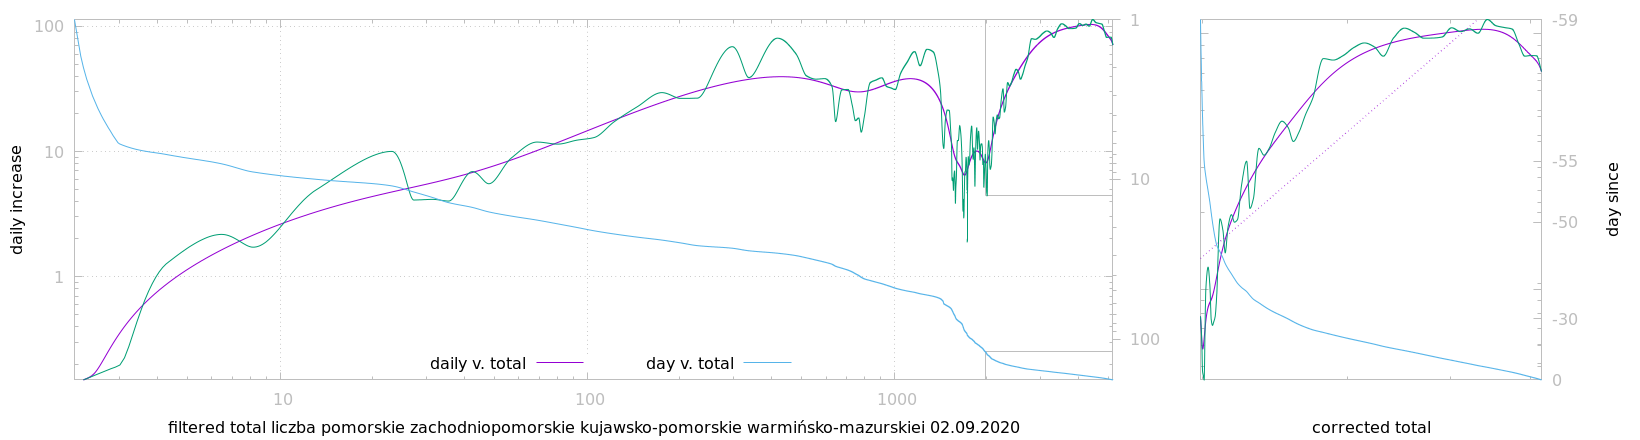 100
10
1
daily increase
daily v. total
day v. total
10
100
1000
1
10
100
filtered total liczba pomorskie zachodniopomorskie kujawsko-pomorskie warmińsko-mazurskiei 02.09.2020
-59
-55
-50
-30
0
day since
corrected total